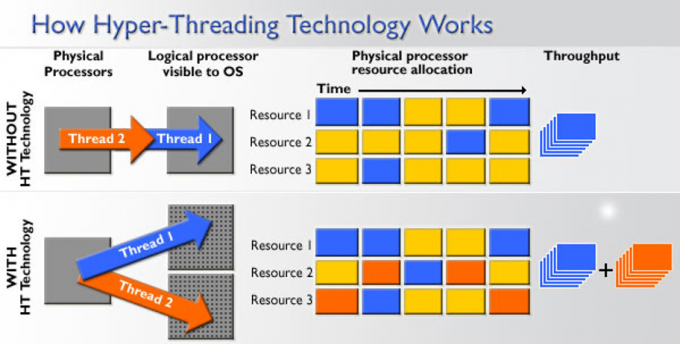 How Hyper-Threading Technology Works
Physical
Processors
Logical processor
visible to OS
Physical processor
resource allocation
Throughput
Time
WITHOUT
HT Technology
Thread 2
Thread 1
Resource 1
Resource 2
Resource 3
WITH
HT Technology
Thread 1
Thread 2
Resource 1
Resource 2
Resource 3
+